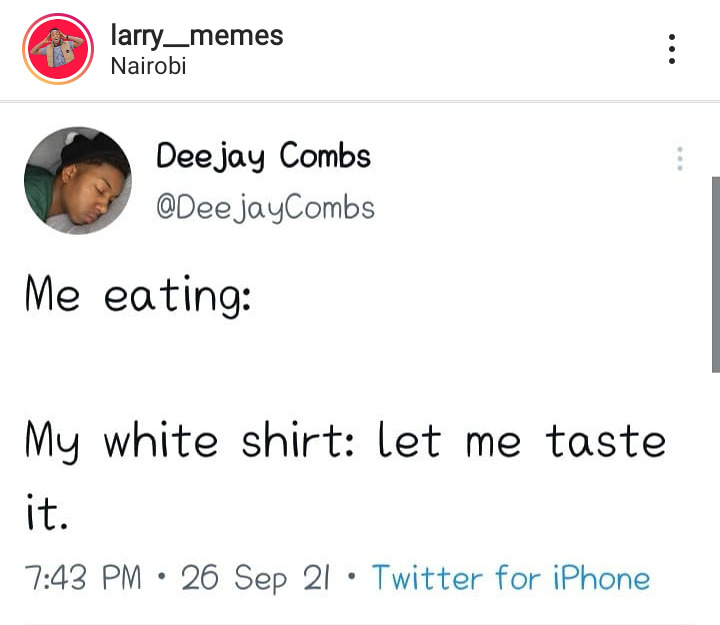 larry__memes
Nairobi
Deejay Combs
@DeejayCombs
Me eating:
My white shirt: let me taste
it.
7:43 PM • 26 Sep 21 • Twitter for iPhone